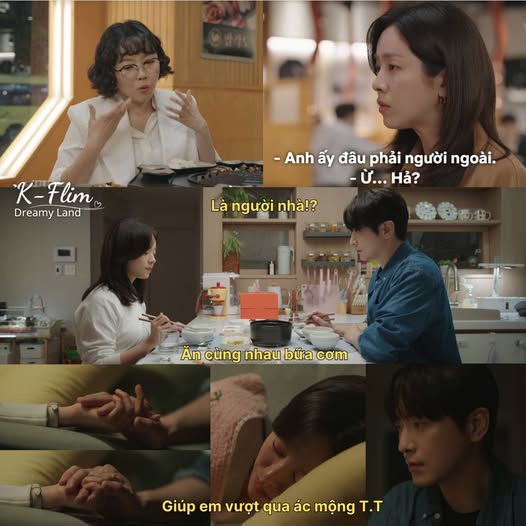 - Anh ấy đâu phải người ngoài.
- Ừ... Hả?
K-Flim
Dreamy Land
Là người nhà!?
Ăn cùng nhau bữa cơm
Giúp em vượt qua ác mộng T.T